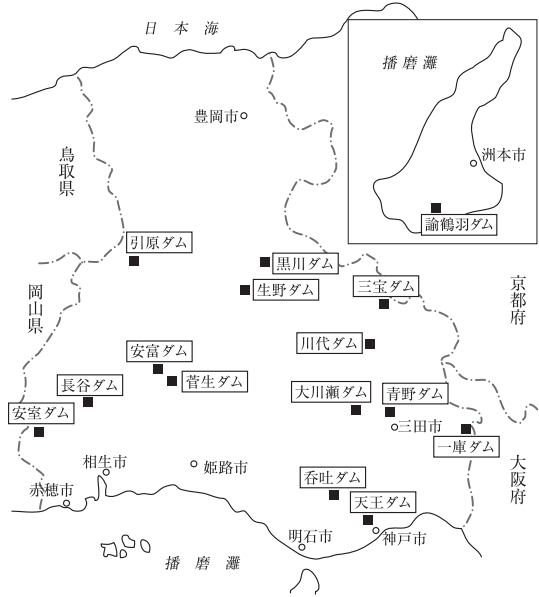 日本海
播磨灘
豊岡市
洲本市
鳥取県
諭鶴羽ダム
引原ダム
黒川ダム
生野ダム
三宝ダム
京都府
岡山県
川代ダム
安富ダム
菅生ダム
長谷ダム
大川瀬ダム
青野ダム
安室ダム
三田市
一庫ダム
相生市
姫路市
大阪府
赤穂市
呑吐ダム
天王ダム
明石市
神戸市
播磨灘